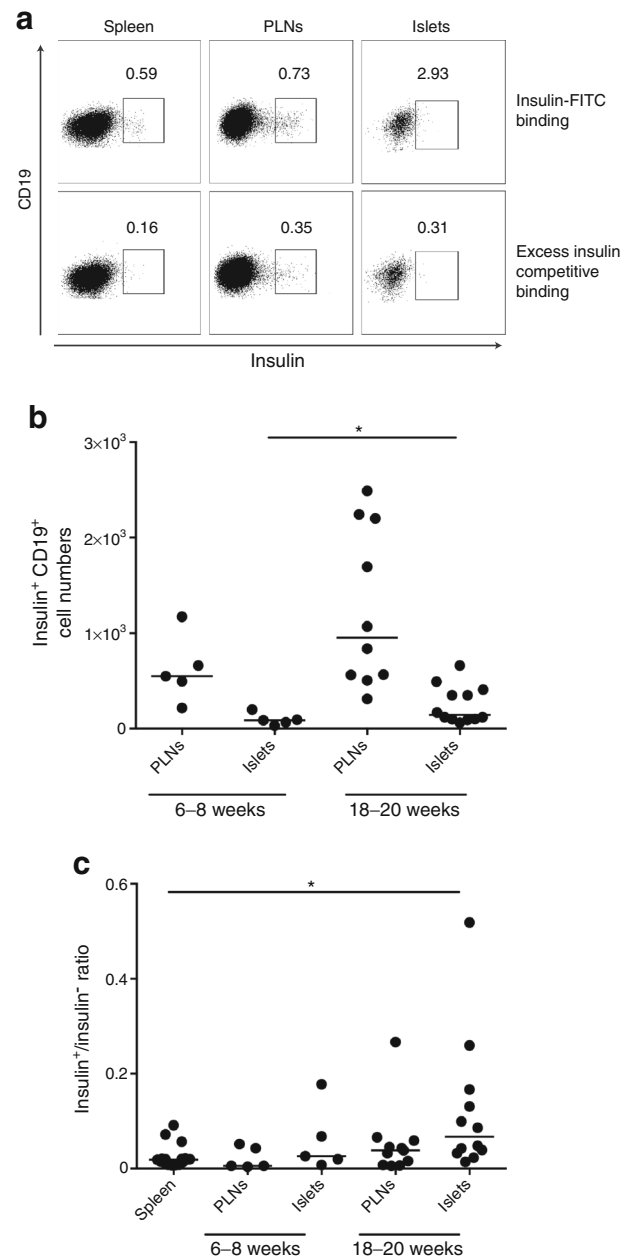 a
Spleen PLNs Islets
0.59 0.73 2.93
Insulin-FITC
binding
CD19
0.16 0.35 0.31
Excess insulin
competitive
binding
Insulin
b
*
3×10³
2×10³
1×10³
0
Insulin⁺ CD19⁺
cell numbers
PLNs Islets PLNs Islets
6–8 weeks 18–20 weeks
c
*
0.6
0.4
0.2
0
Insulin⁺/insulin⁻ ratio
Spleen PLNs Islets PLNs Islets
6–8 weeks 18–20 weeks